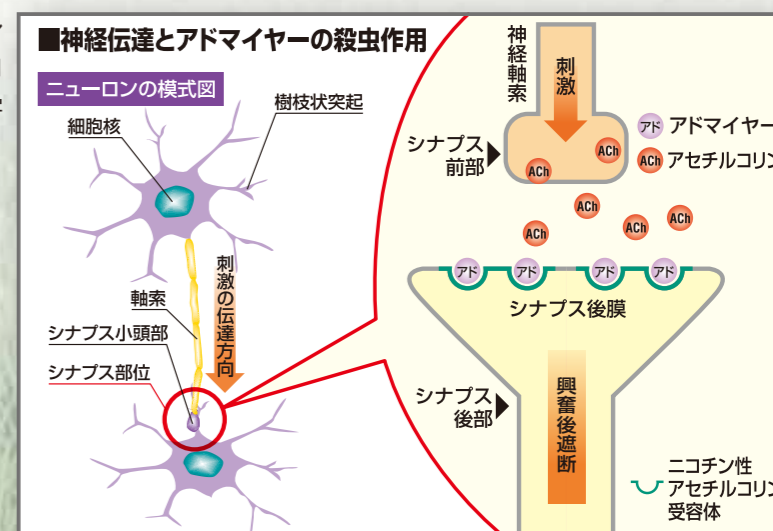 ■神経伝達とアドマイヤーの殺虫作用
ニューロンの模式図
細胞核
樹枝状突起
軸索
刺激の伝達方向
シナプス小頭部
シナプス部位
神経軸索
刺激
シナプス
前部
ACh
ACh
アド アドマイヤー
ACh アセチルコリン
ACh
ACh
ACh
ACh
アド
アド
アド
アド
シナプス後膜
シナプス
後部
興奮後遮断
ニコチン性
アセチルコリン
受容体